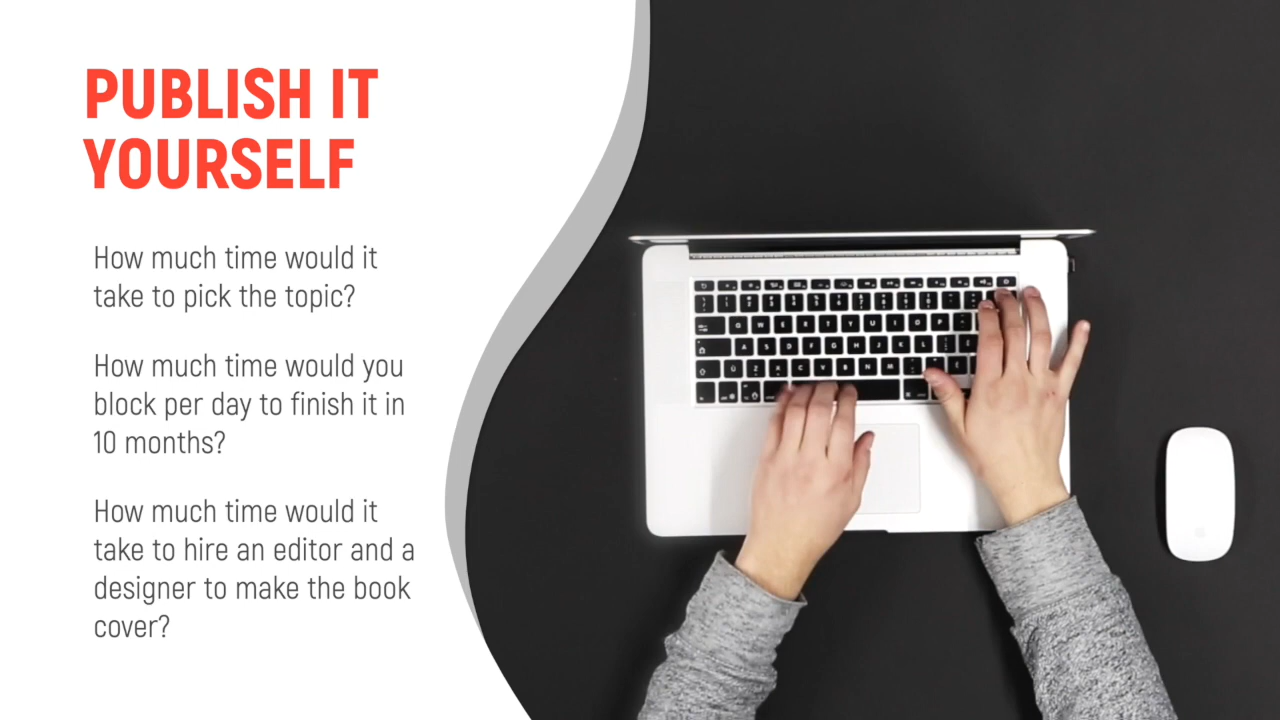 PUBLISH IT
YOURSELF
How much time would it
take to pick the topic?
How much time would you
block per day to finish it in
10 months?
How much time would it
take to hire an editor and a
designer to make the book
cover?